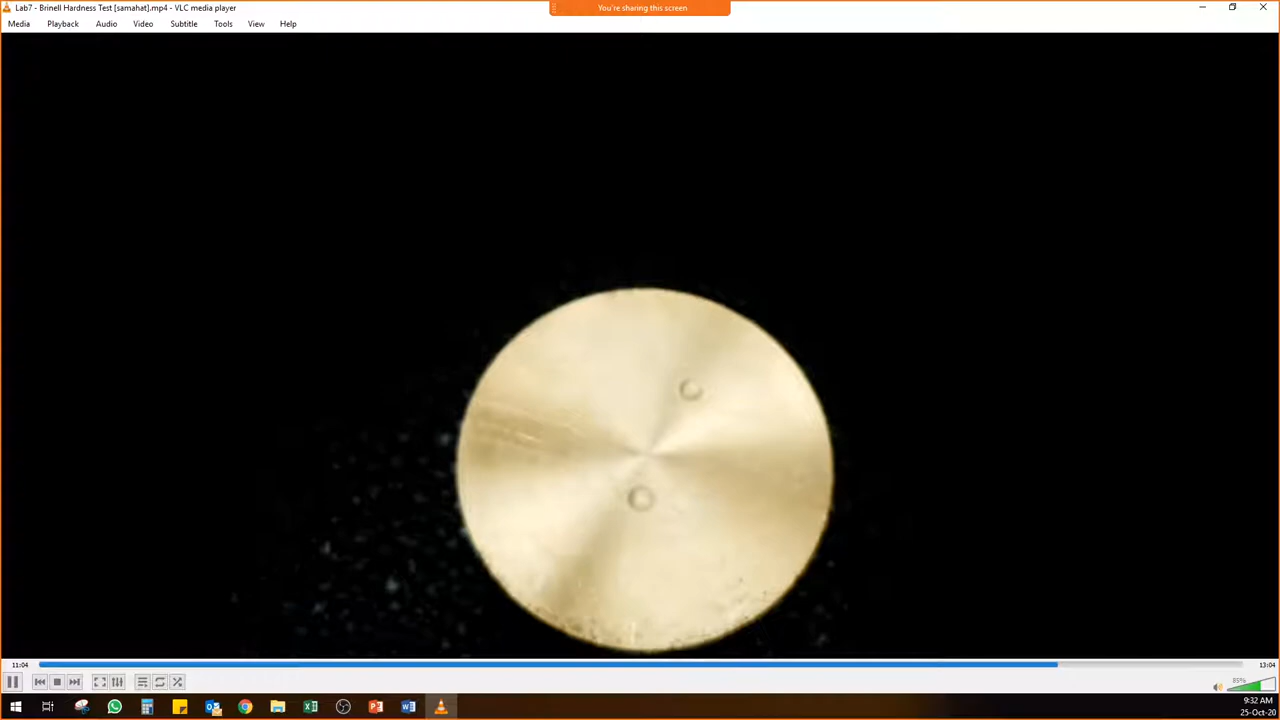 Lab7 - Brinell Hardness Test [samahat].mp4 - VLC media player
You're sharing this screen
Media Playback Audio Video Subtitle Tools View Help
11:04
13:04
85%
9:32 AM
25-Oct-20